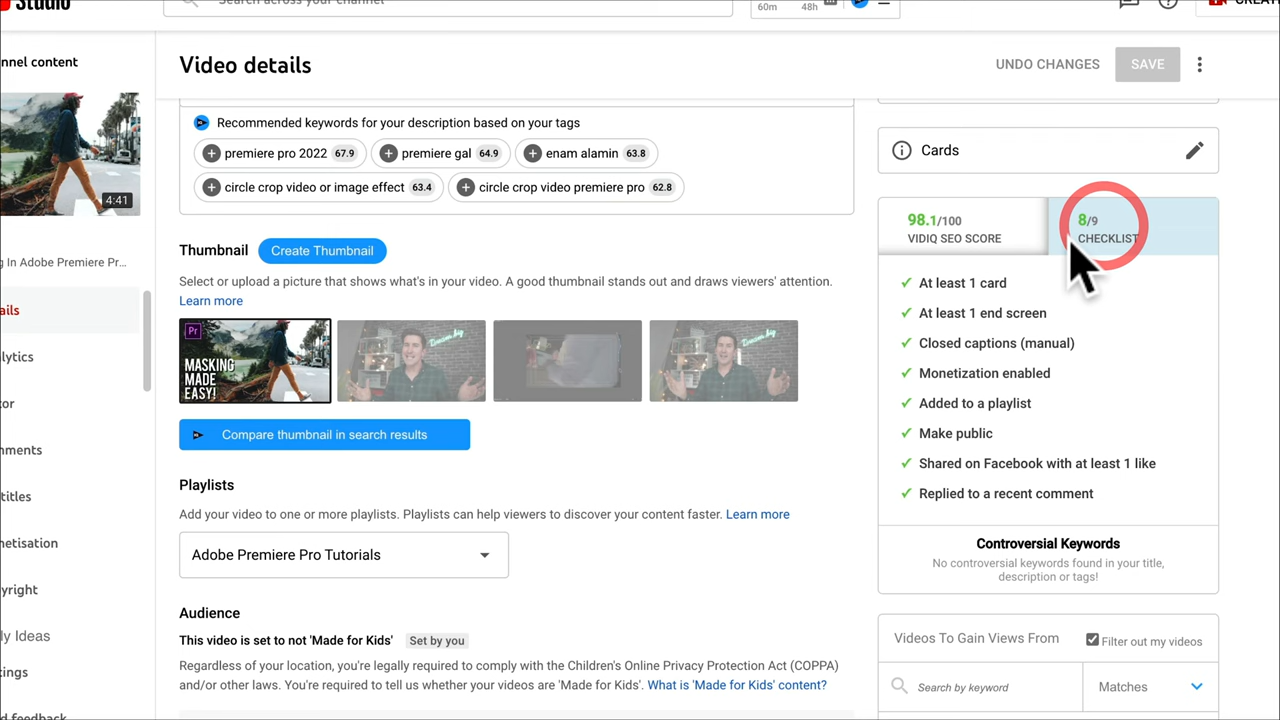 Studio
Search across your channel
60m 48h
CREATE
nnel content
Video details
UNDO CHANGES
SAVE
4:41
g In Adobe Premiere Pr...
ails
lytics
or
mments
titles
netisation
yright
ly Ideas
tings
d feedback
Recommended keywords for your description based on your tags
premiere pro 2022 67.9
premiere gal 64.9
enam alamin 63.8
circle crop video or image effect 63.4
circle crop video premiere pro 62.8
Thumbnail
Create Thumbnail
Select or upload a picture that shows what's in your video. A good thumbnail stands out and draws viewers' attention.
Learn more
Pr
MASKING
MADE
EASY!
Compare thumbnail in search results
Playlists
Add your video to one or more playlists. Playlists can help viewers to discover your content faster. Learn more
Adobe Premiere Pro Tutorials
Audience
This video is set to not 'Made for Kids' Set by you
Regardless of your location, you're legally required to comply with the Children's Online Privacy Protection Act (COPPA)
and/or other laws. You're required to tell us whether your videos are 'Made for Kids'. What is 'Made for Kids' content?
Cards
98.1/100
VIDIQ SEO SCORE
8/9
CHECKLIST
At least 1 card
At least 1 end screen
Closed captions (manual)
Monetization enabled
Added to a playlist
Make public
Shared on Facebook with at least 1 like
Replied to a recent comment
Controversial Keywords
No controversial keywords found in your title,
description or tags!
Videos To Gain Views From
Filter out my videos
Search by keyword
Matches